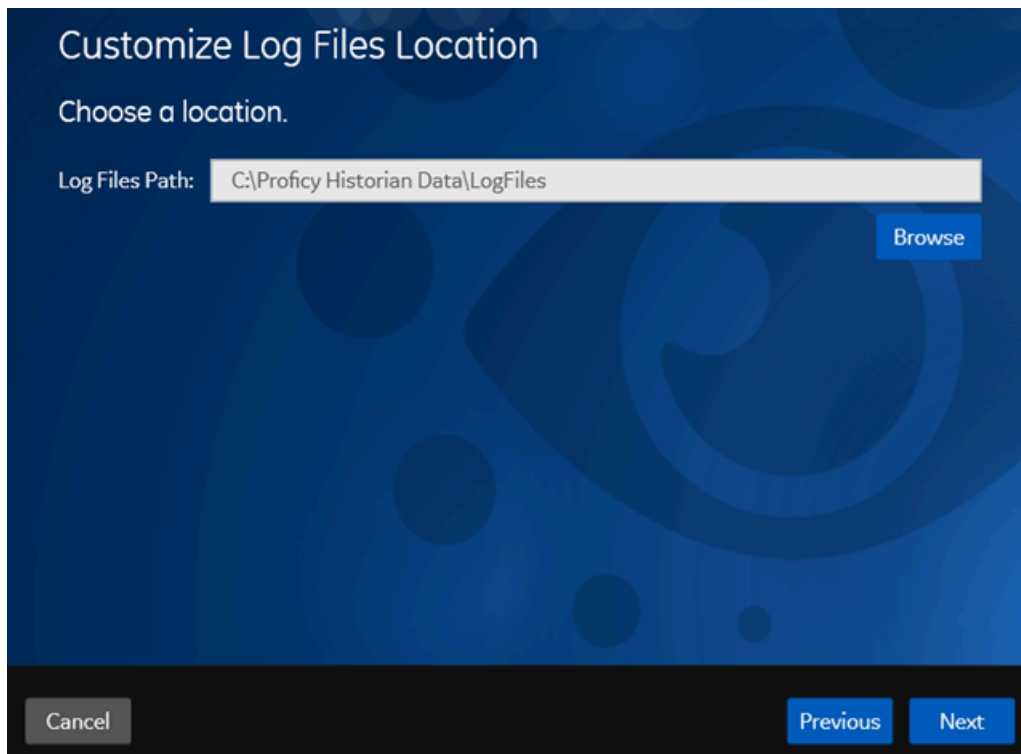 Customize Log Files Location
Choose a location.
Log Files Path: C:\Proficy Historian Data\LogFiles
Browse
Cancel Previous Next